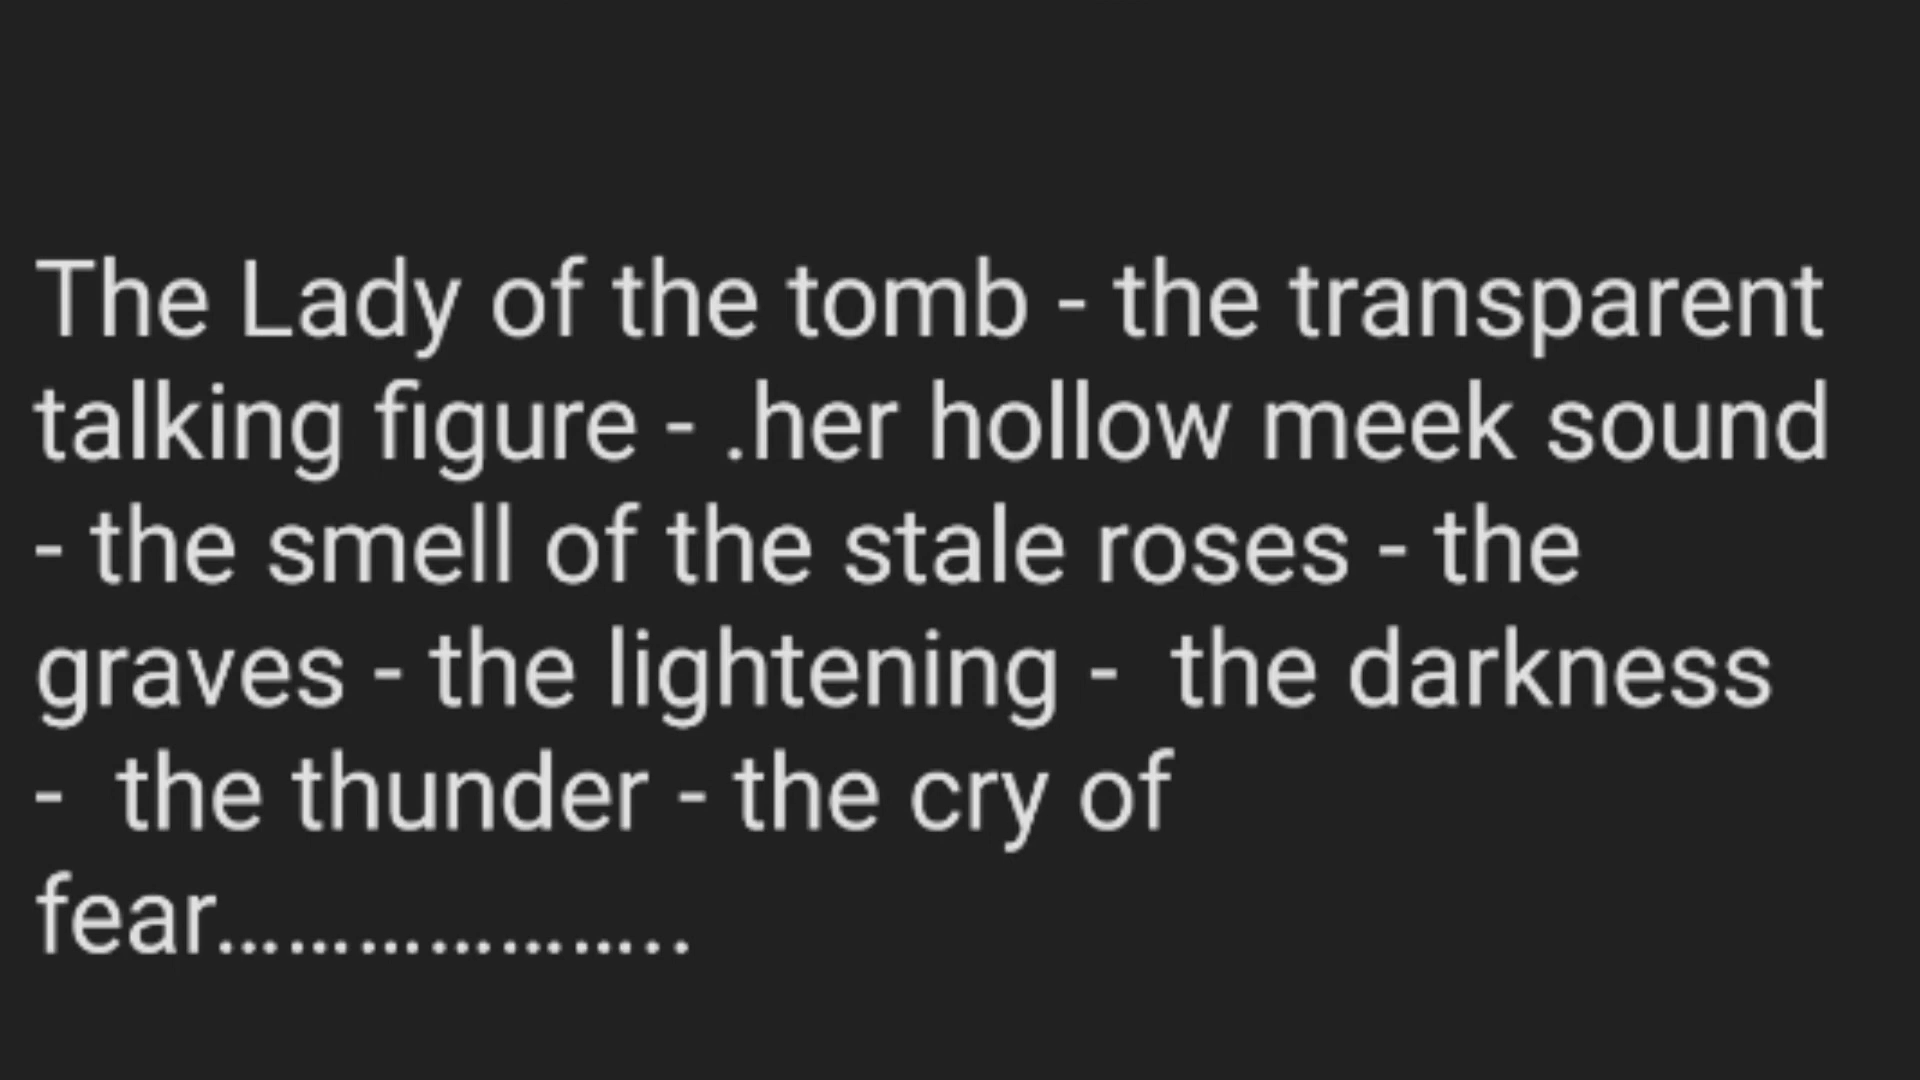 The Lady of the tomb - the transparent
talking figure - .her hollow meek sound
- the smell of the stale roses - the
graves - the lightening -  the darkness
-  the thunder - the cry of
fear………………..